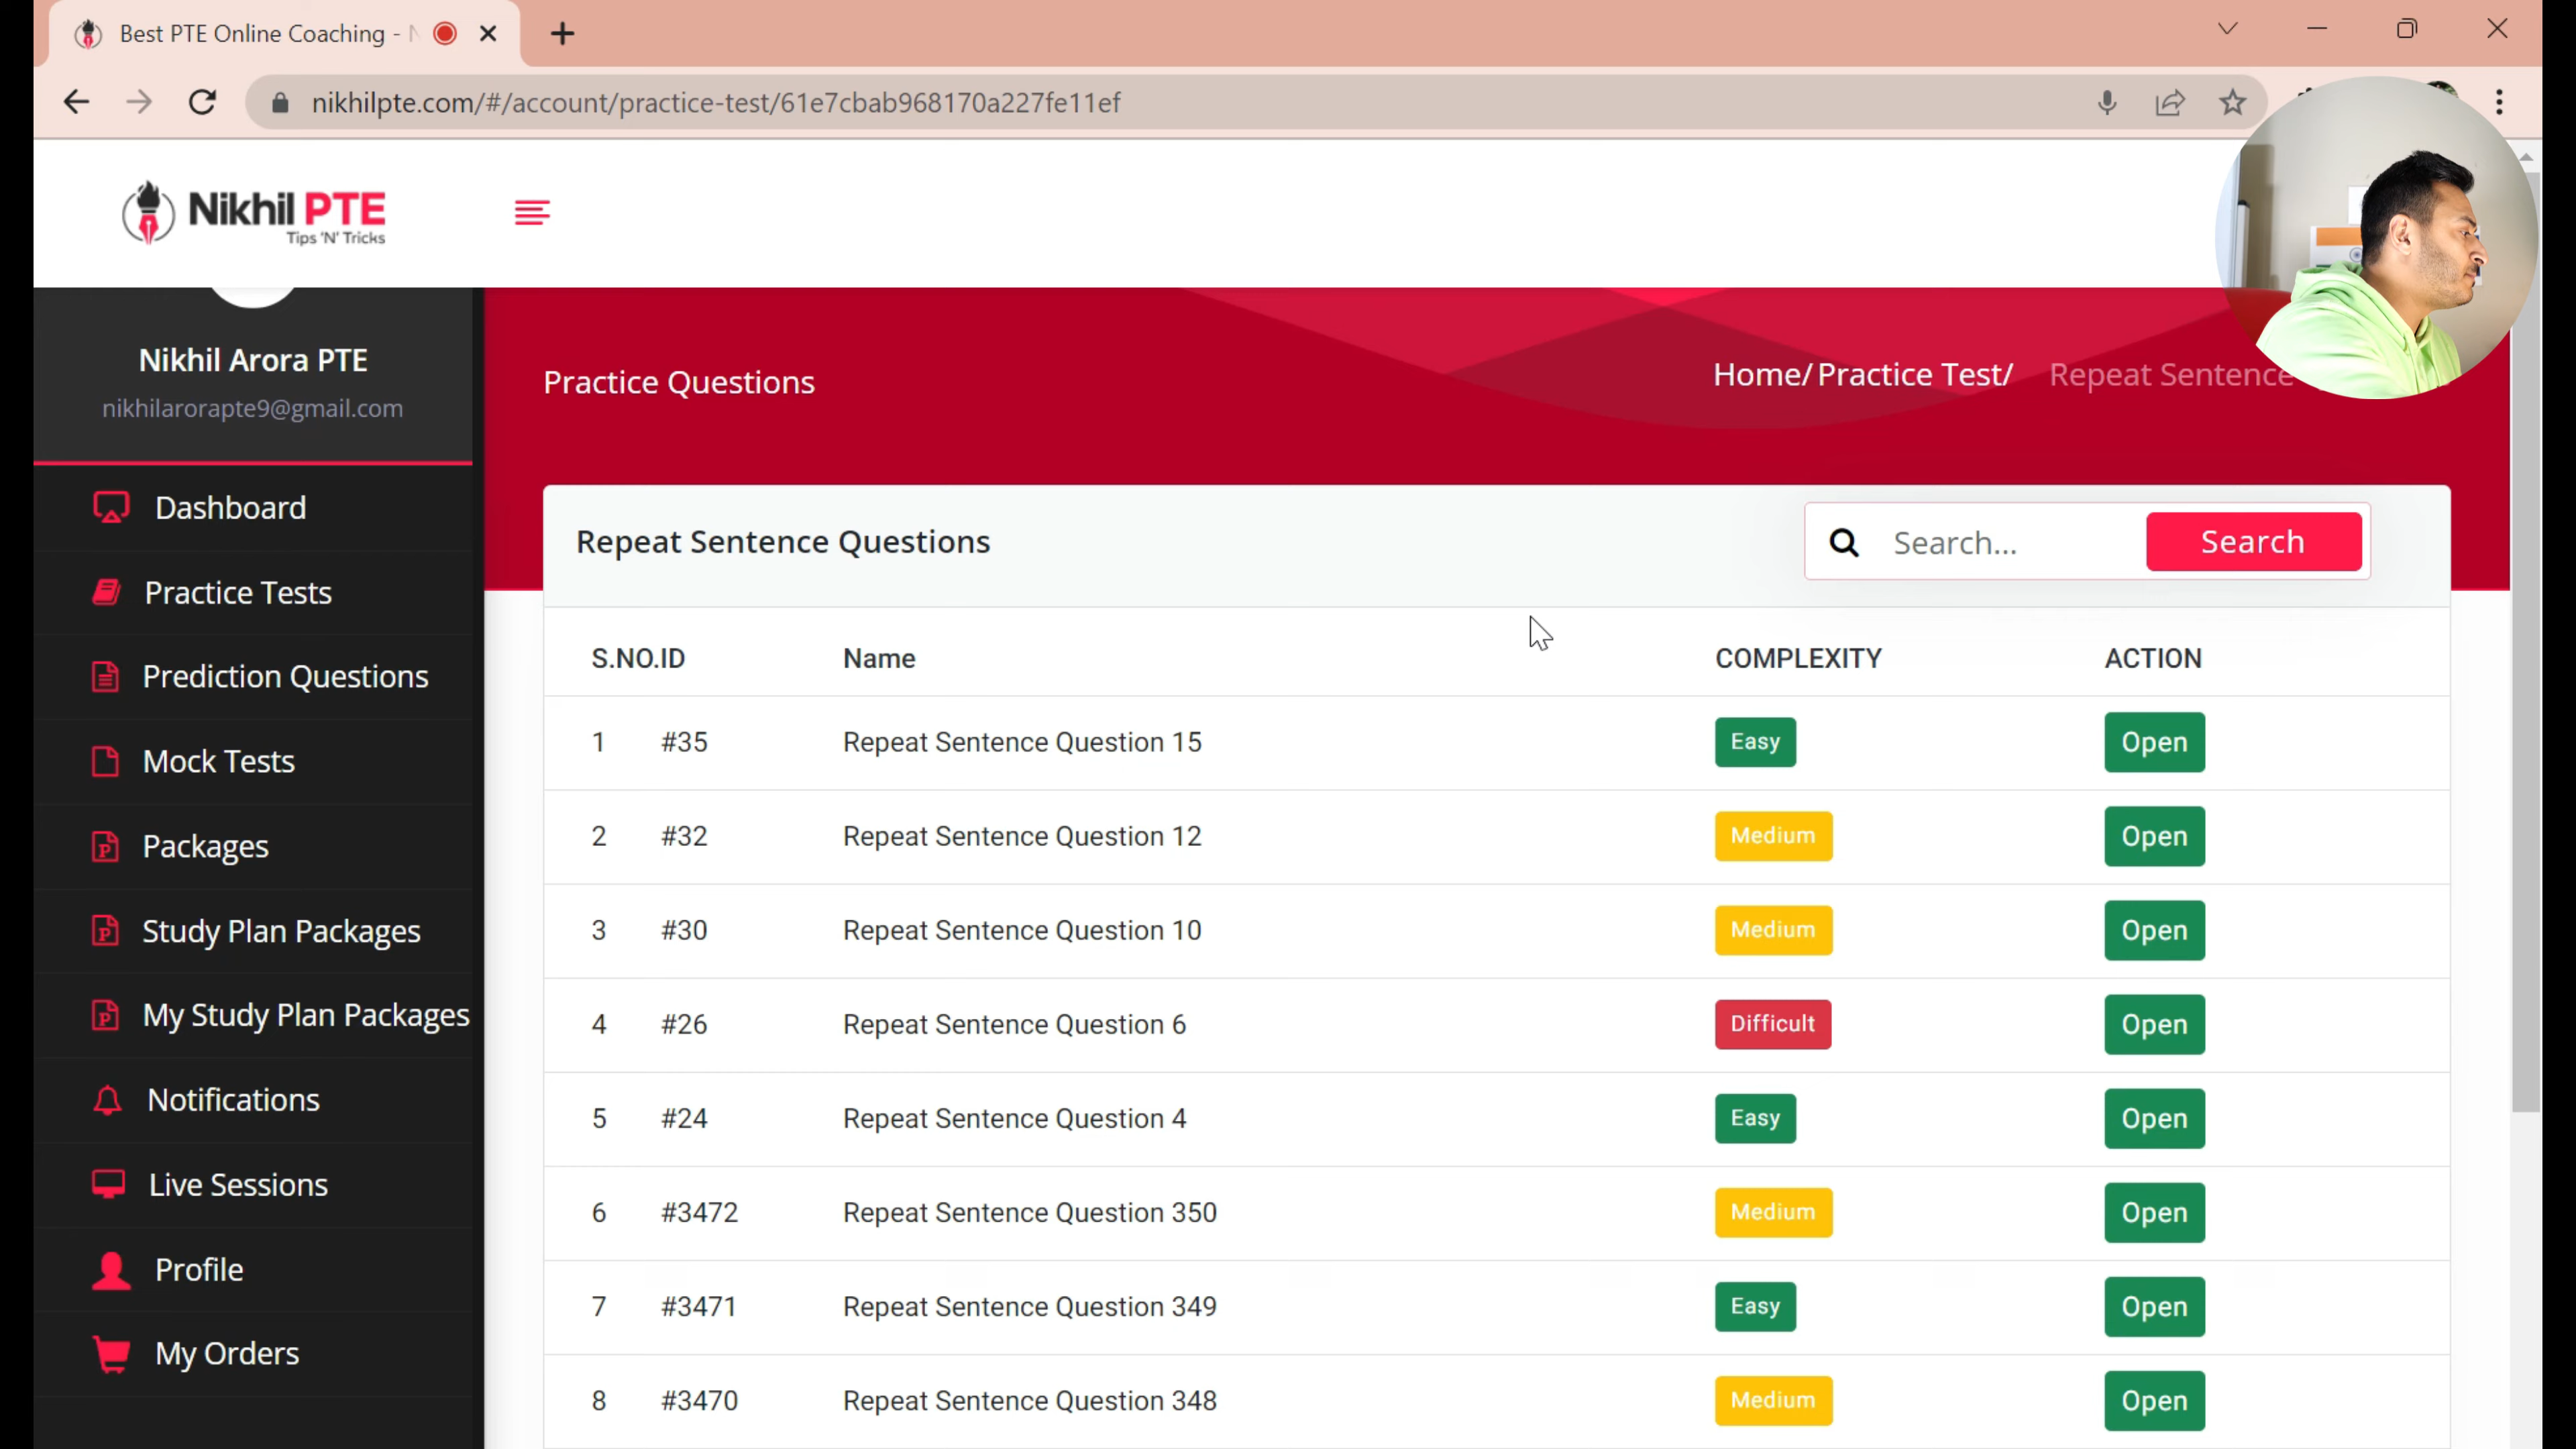 Best PTE Online Coaching -
nikhilpte.com/#/account/practice-test/61e7cbab968170a227fe11ef
Nikhil PTE
Tips 'N' Tricks
Nikhil Arora PTE
nikhilarorapte9@gmail.com
Dashboard
Practice Tests
Prediction Questions
Mock Tests
Packages
Study Plan Packages
My Study Plan Packages
Notifications
Live Sessions
Profile
My Orders
Practice Questions
Home/ Practice Test/ Repeat Sentence
Repeat Sentence Questions
Search... Search
S.NO. ID Name COMPLEXITY ACTION
1 #35 Repeat Sentence Question 15 Easy Open
2 #32 Repeat Sentence Question 12 Medium Open
3 #30 Repeat Sentence Question 10 Medium Open
4 #26 Repeat Sentence Question 6 Difficult Open
5 #24 Repeat Sentence Question 4 Easy Open
6 #3472 Repeat Sentence Question 350 Medium Open
7 #3471 Repeat Sentence Question 349 Easy Open
8 #3470 Repeat Sentence Question 348 Medium Open